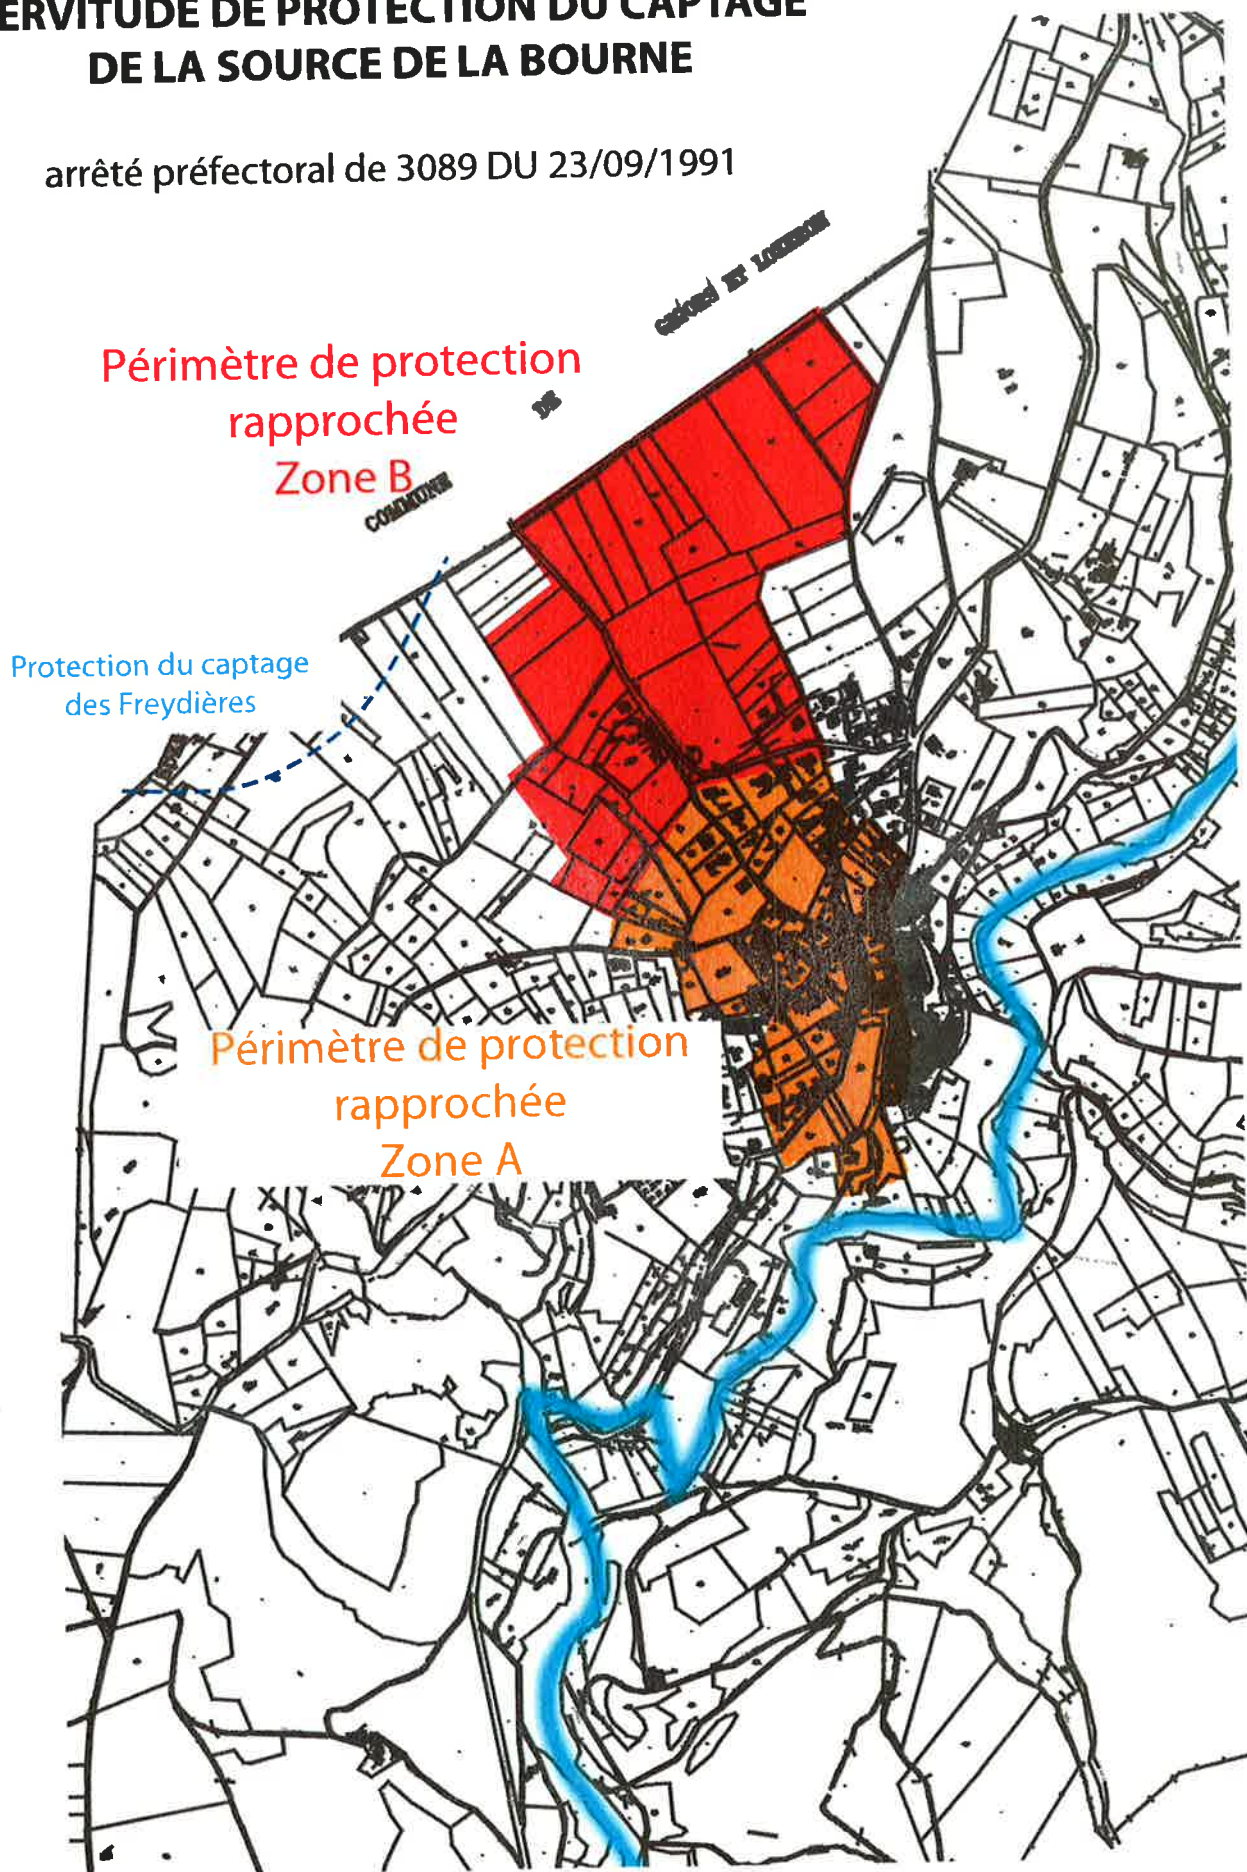 ERVITUDE DE PROTECTION DU CAPTAGE
DE LA SOURCE DE LA BOURNE
arrêté préfectoral de 3089 DU 23/09/1991
ET
Périmètre de protection
rapprochée
Zone B
DE
COMMUNE
Protection du captage
des Freydières
Périmètre de protection
rapprochée
Zone A